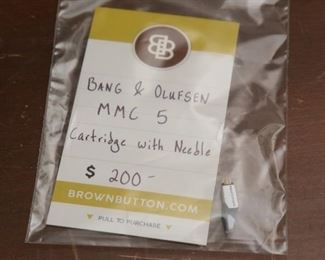 BB
BANG & OLUFSEN
MMC 5
Cartridge with Needle
$ 200-
BROWNBUTTON.COM
PULL TO PURCHASE